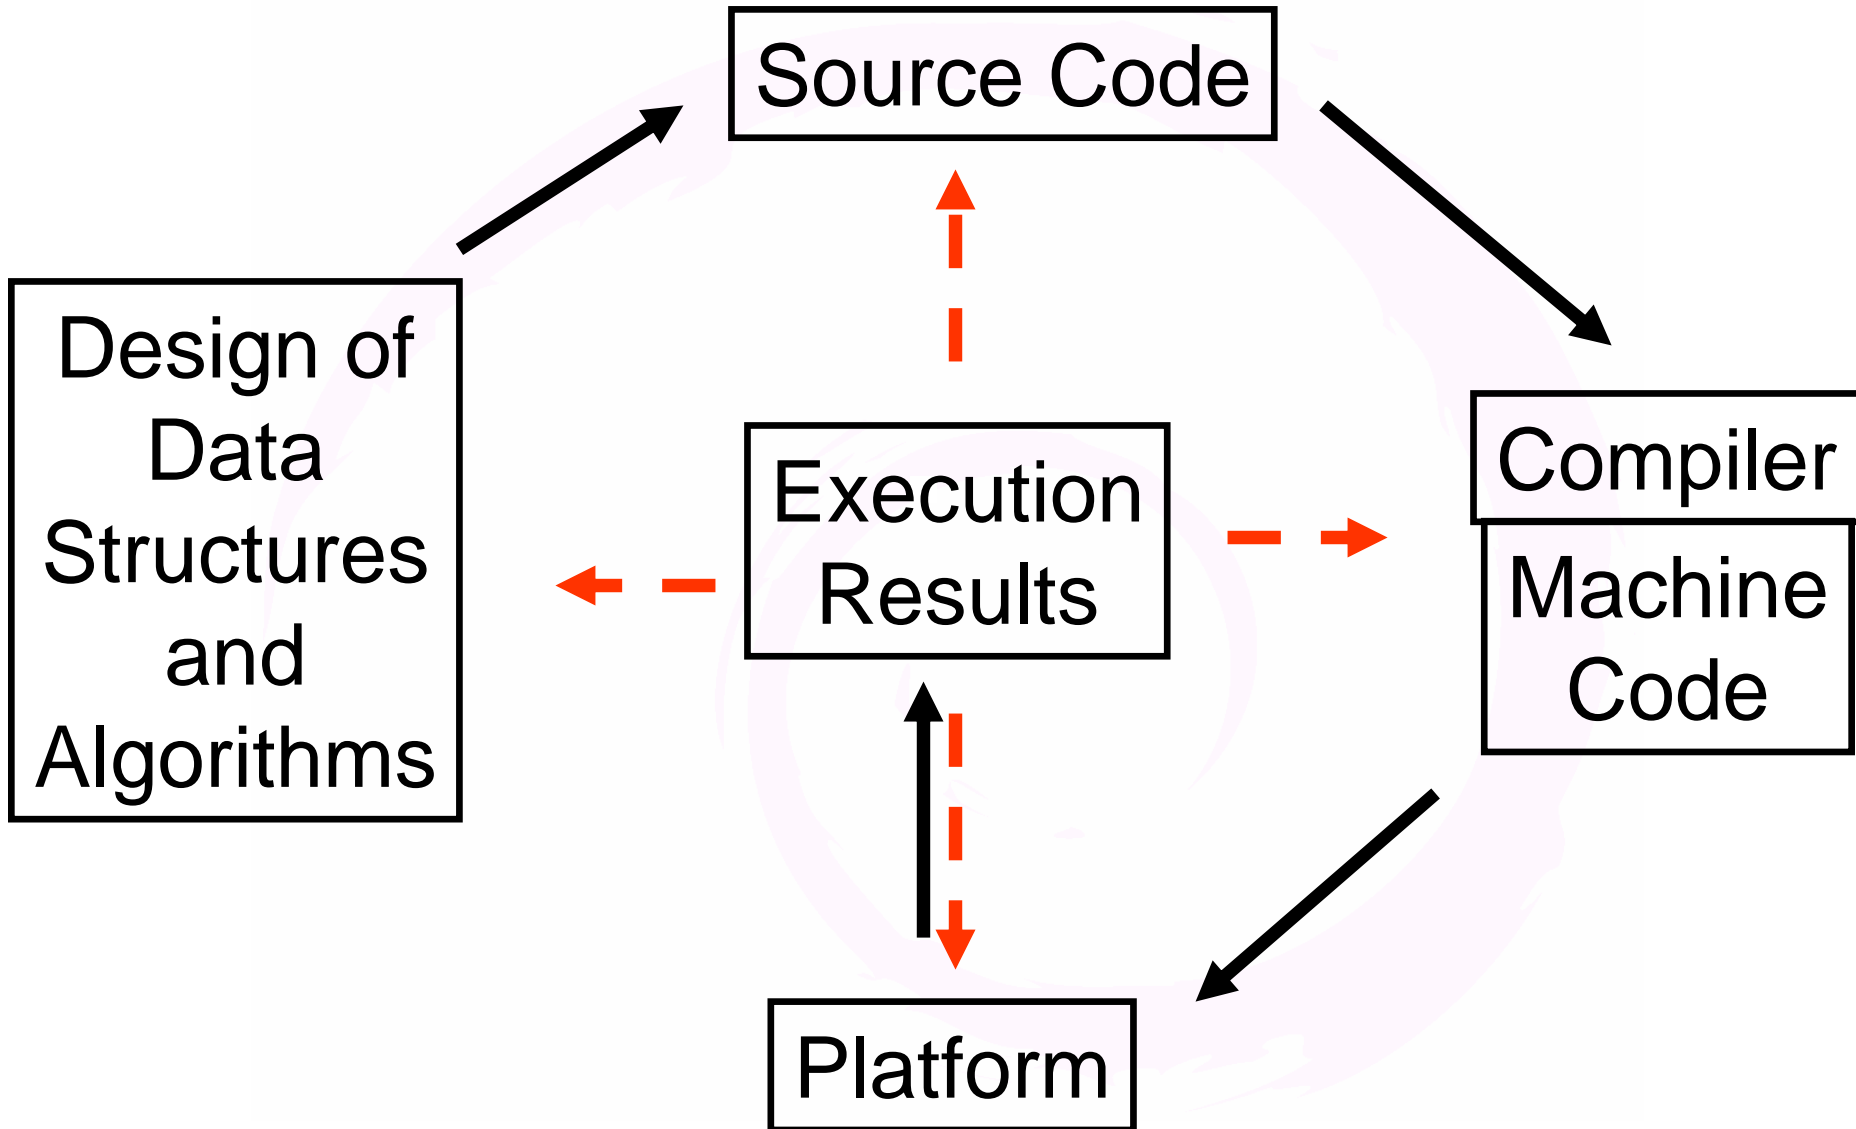 Source Code
Design of
Data
Structures
and
Algorithms
Execution
Results
Compiler
Machine
Code
Platform